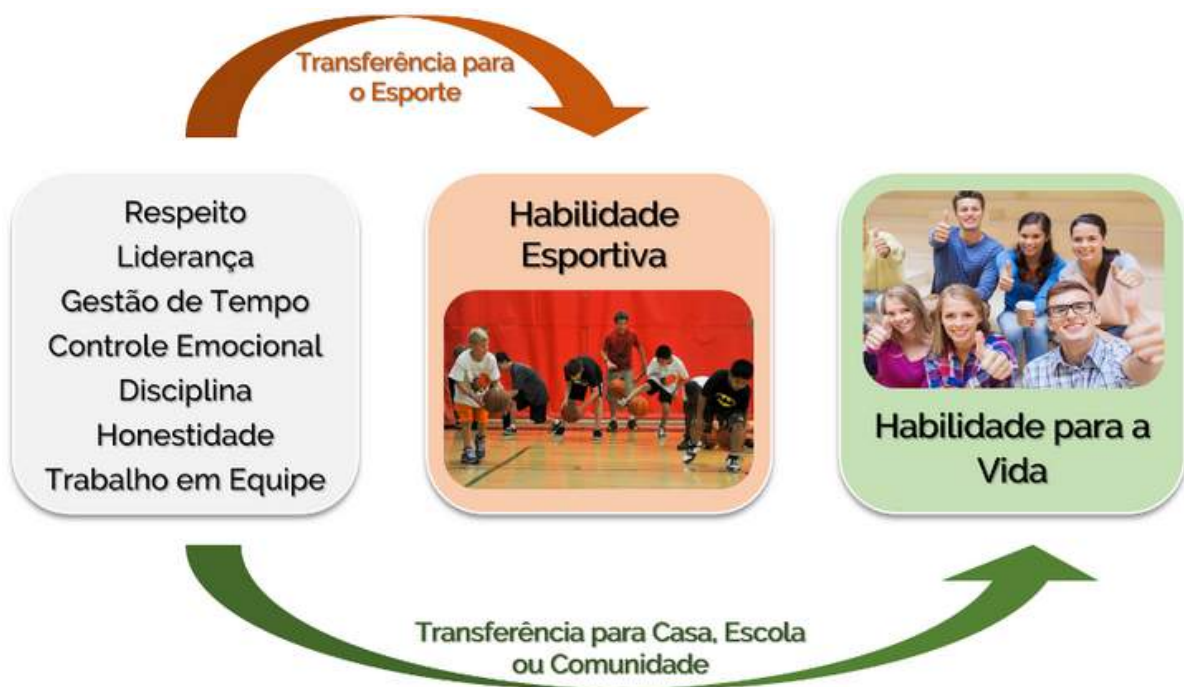 Transferência para
o Esporte
Respeito
Liderança
Gestão de Tempo
Controle Emocional
Disciplina
Honestidade
Trabalho em Equipe
Habilidade
Esportiva
Habilidade para a
Vida
Transferência para Casa, Escola
ou Comunidade